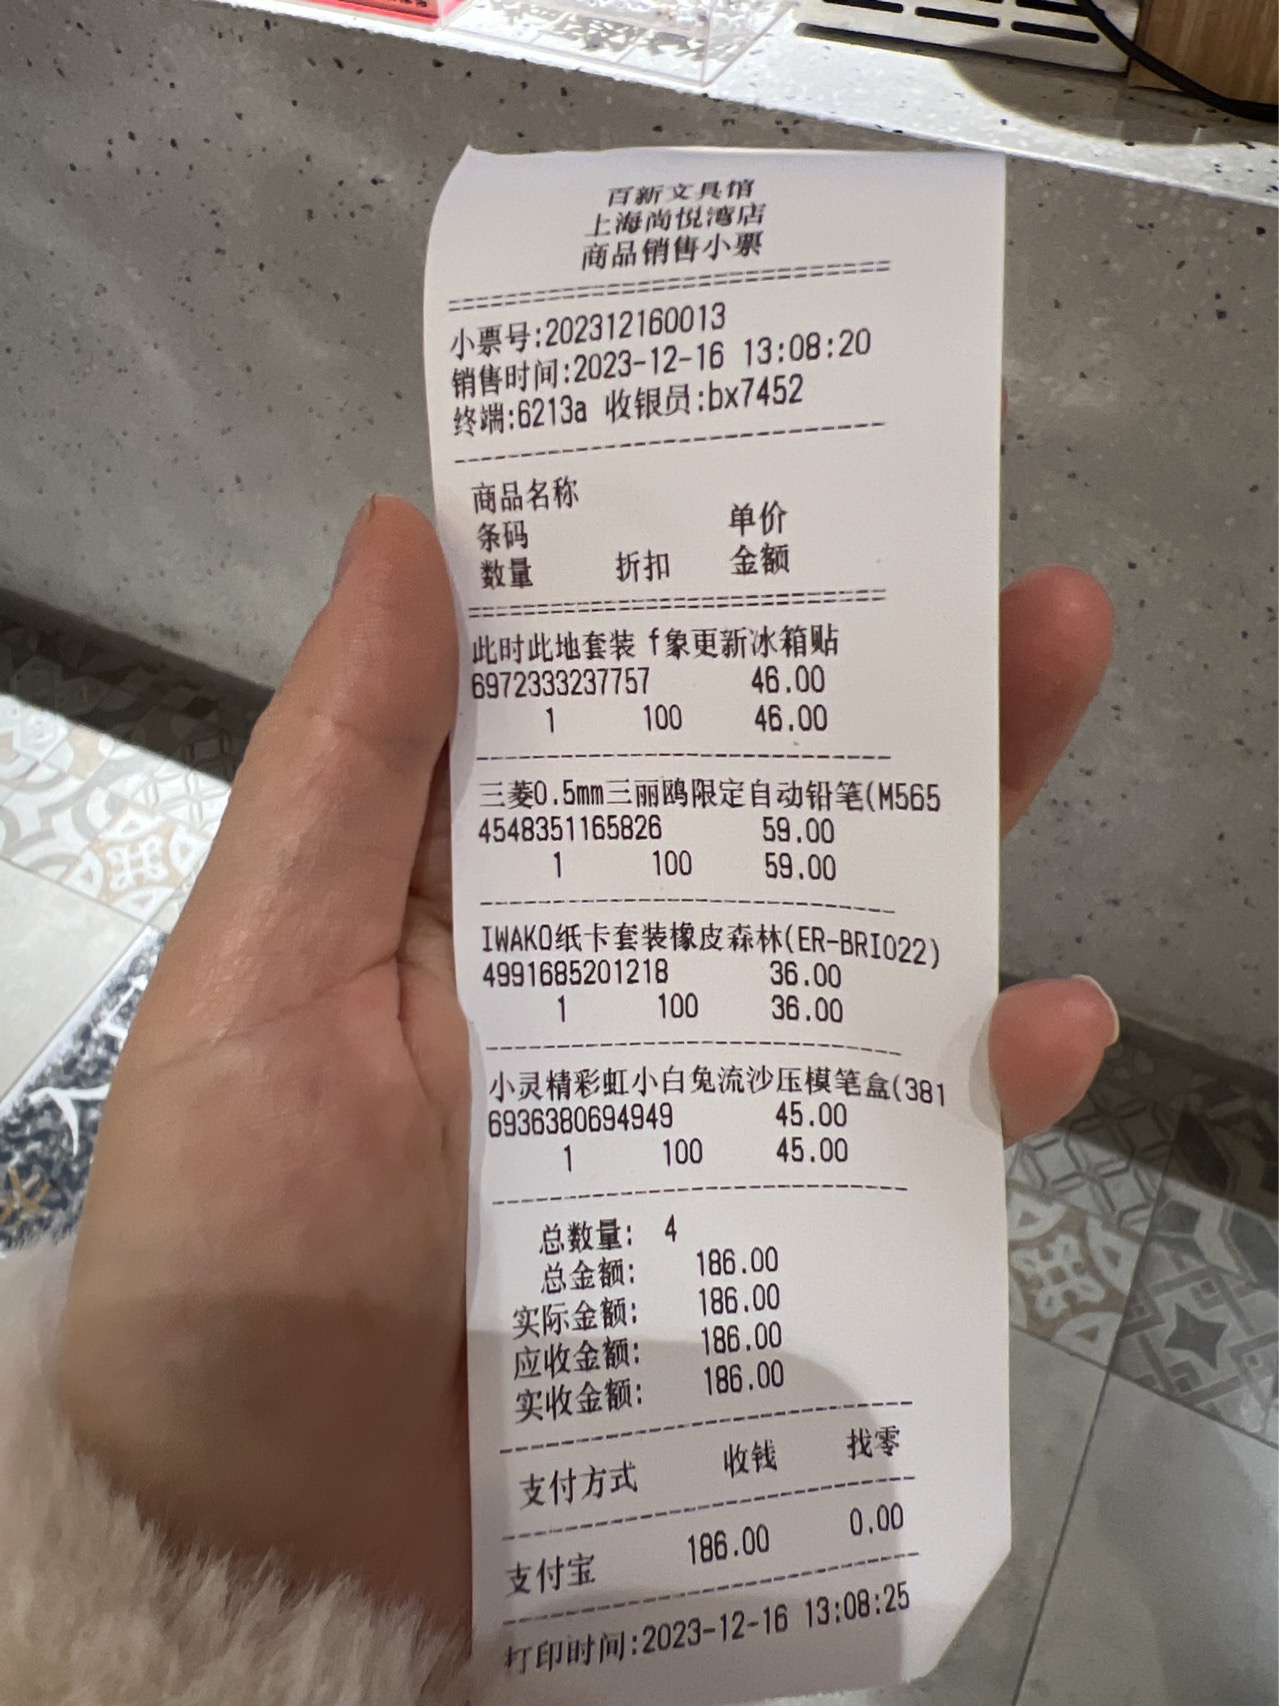 百新文具馆
上海尚悦湾店
商品销售小票
小票号:202312160013
销售时间:2023-12-16 13:08:20
终端:6213a 收银员:bx7452
商品名称
条码 单价
数量 折扣 金额
此时此地套装 f象更新冰箱贴
6972333237757 46.00
1 100 46.00
三菱0.5mm三丽鸥限定自动铅笔(M565
4548351165826 59.00
1 100 59.00
IWAKO纸卡套装橡皮森林(ER-BRI022)
4991685201218 36.00
1 100 36.00
小灵精彩虹小白兔流沙压模笔盒(381
6936380694949 45.00
1 100 45.00
总数量: 4
总金额: 186.00
实际金额: 186.00
应收金额: 186.00
实收金额: 186.00
支付方式 收钱 找零
支付宝 186.00 0.00
打印时间:2023-12-16 13:08:25